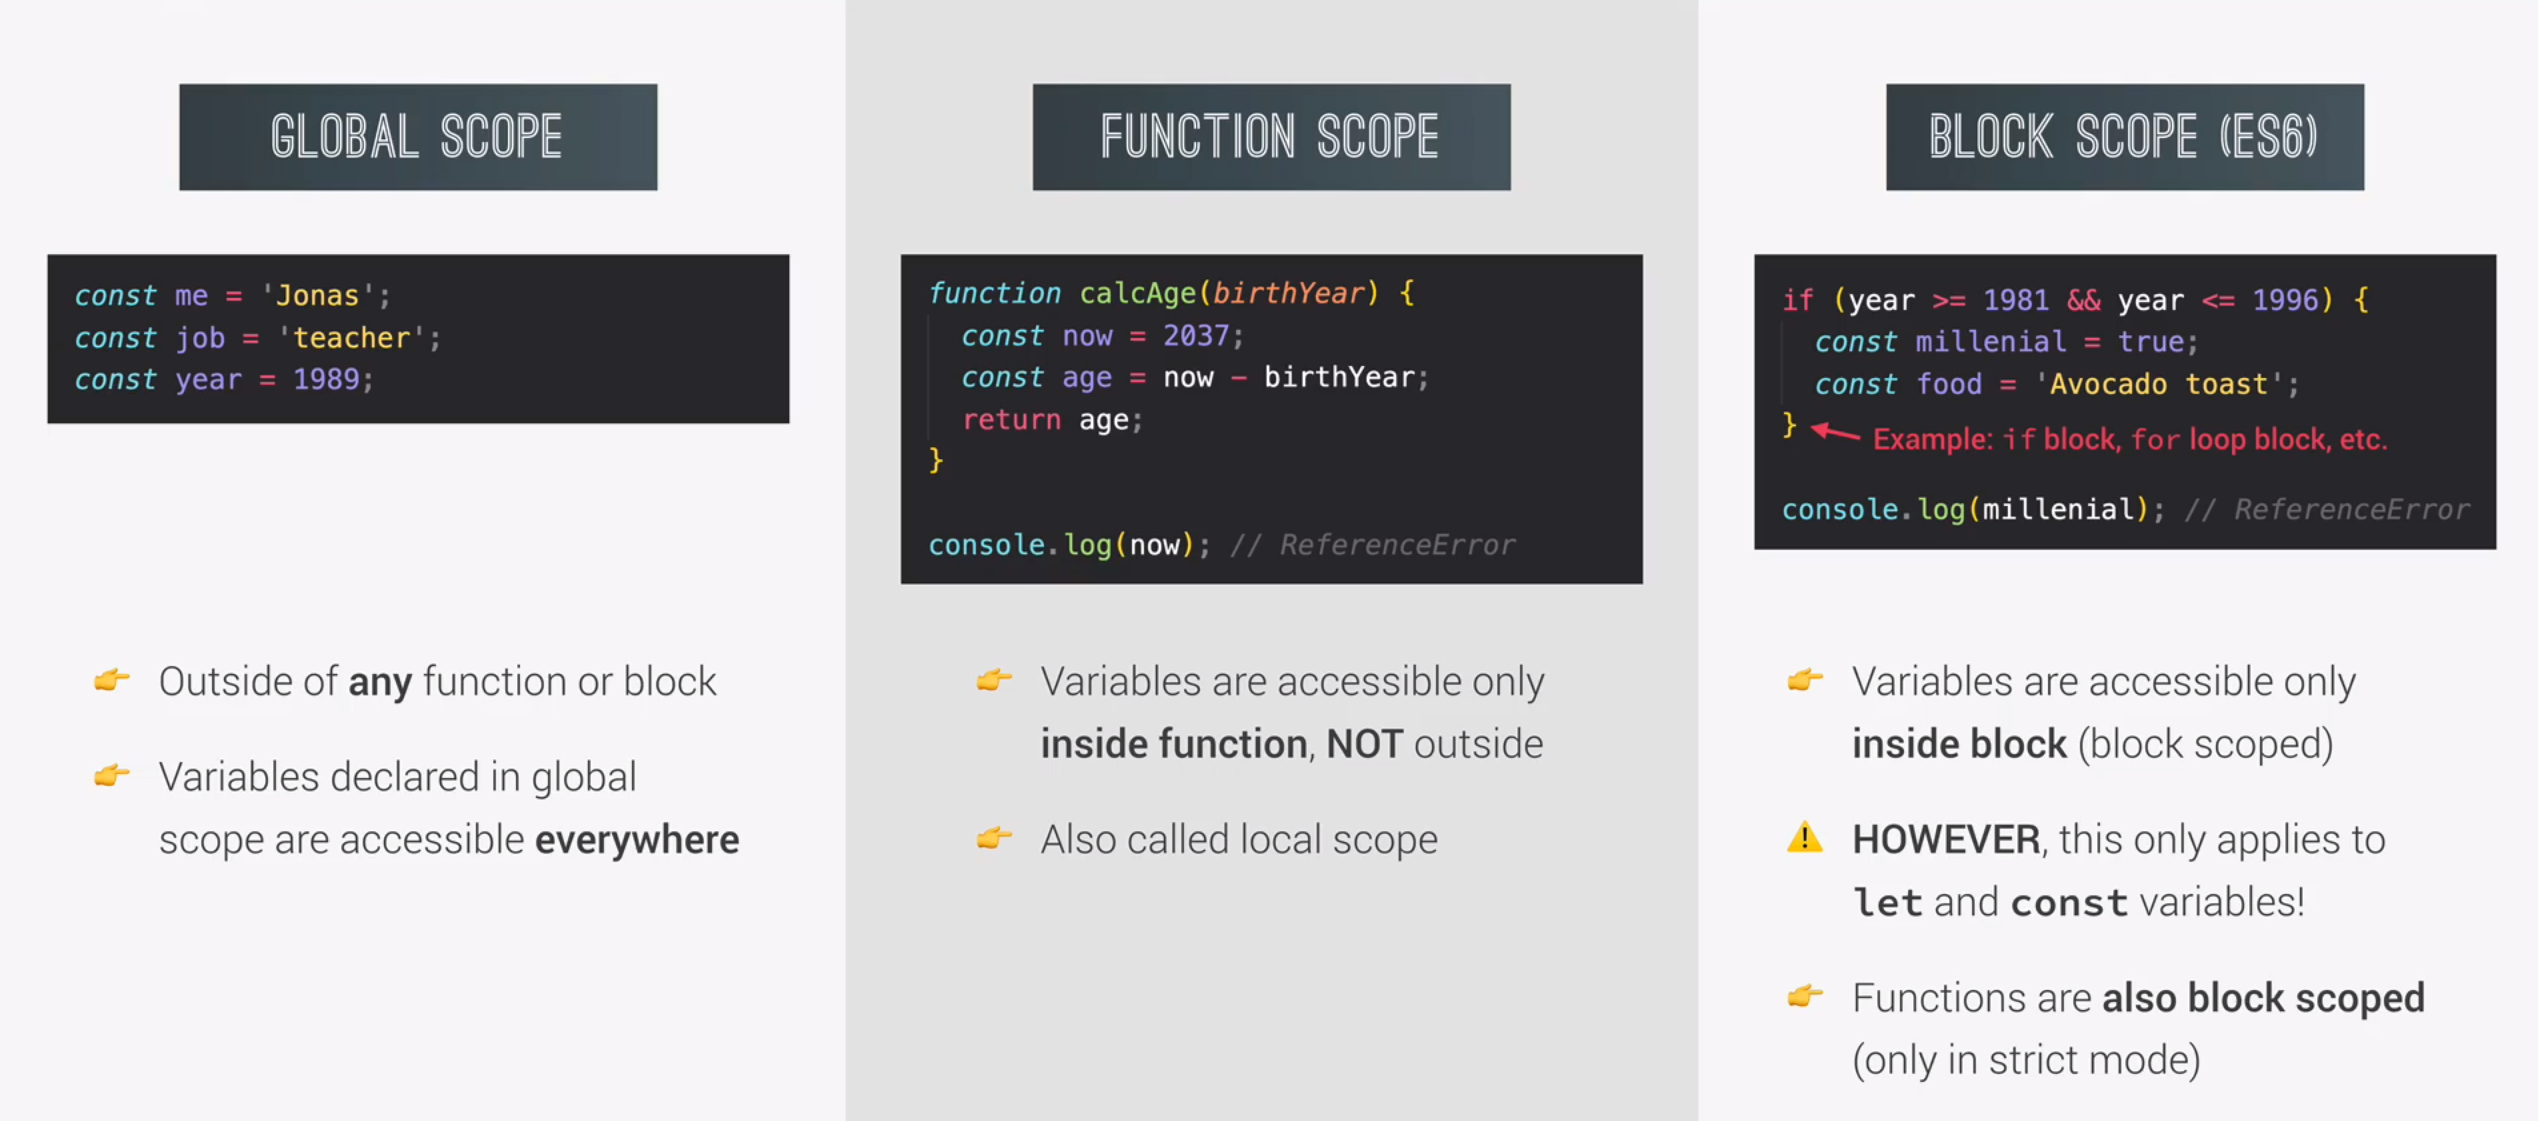 GLOBAL SCOPE
const me = 'Jonas';
const job = 'teacher';
const year = 1989;
👉 Outside of any function or block
👉 Variables declared in global
scope are accessible everywhere
FUNCTION SCOPE
function calcAge(birthYear) {
const now = 2037;
const age = now - birthYear;
return age;
}
console.log(now); // ReferenceError
👉 Variables are accessible only
inside function, NOT outside
👉 Also called local scope
BLOCK SCOPE (ES6)
if (year >= 1981 && year <= 1996) {
const millenial = true;
const food = 'Avocado toast';
} Example: if block, for loop block, etc.
console.log(millenial); // ReferenceError
👉 Variables are accessible only
inside block (block scoped)
⚠️ HOWEVER, this only applies to
let and const variables!
👉 Functions are also block scoped
(only in strict mode)